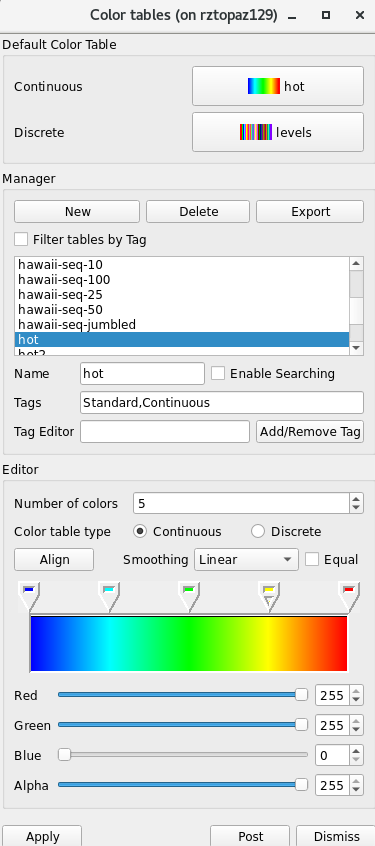 Color tables (on rztopaz129)
Default Color Table
Continuous
hot
Discrete
levels
Manager
New Delete Export
Filter tables by Tag
hawaii-seq-10
hawaii-seq-100
hawaii-seq-25
hawaii-seq-50
hawaii-seq-jumbled
hot
hot2
Name hot Enable Searching
Tags Standard,Continuous
Tag Editor Add/Remove Tag
Editor
Number of colors 5
Color table type Continuous Discrete
Align Smoothing Linear Equal
Red 255
Green 255
Blue 0
Alpha 255
Apply Post Dismiss